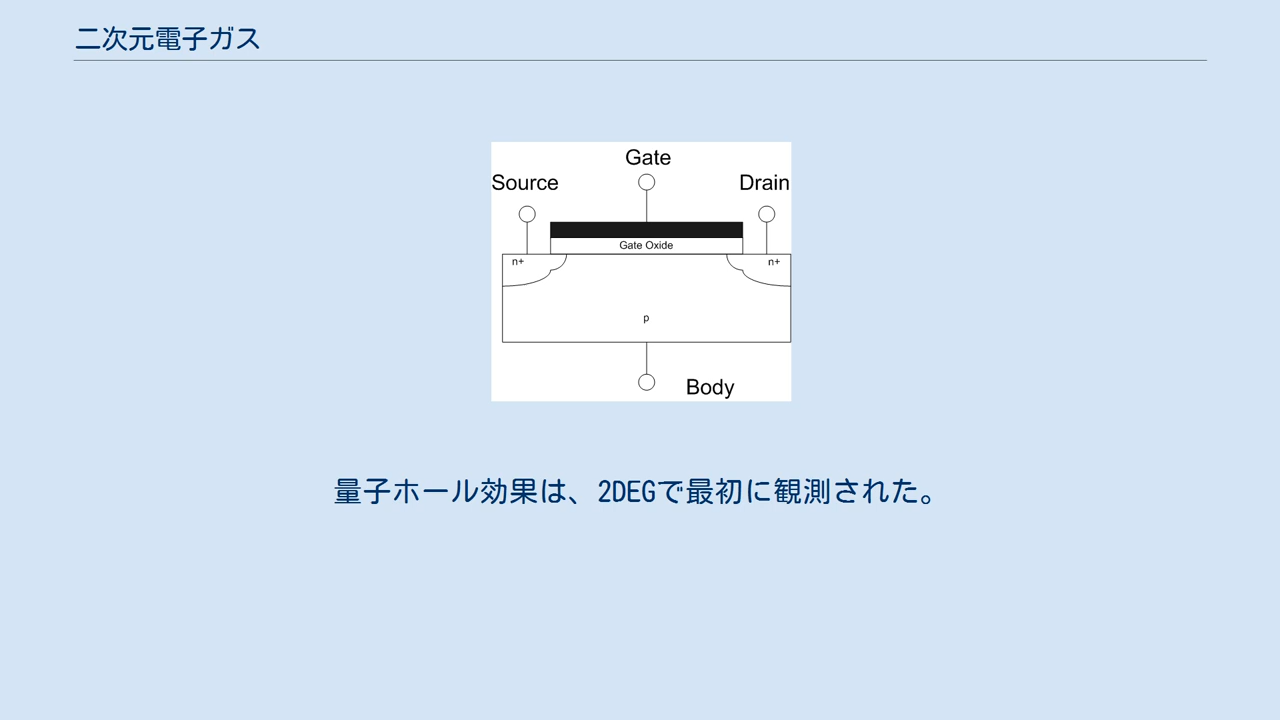 二次元電子ガス
Gate
Source
Drain
Gate Oxide
n+
n+
p
Body
量子ホール効果は、2DEGで最初に観測された。